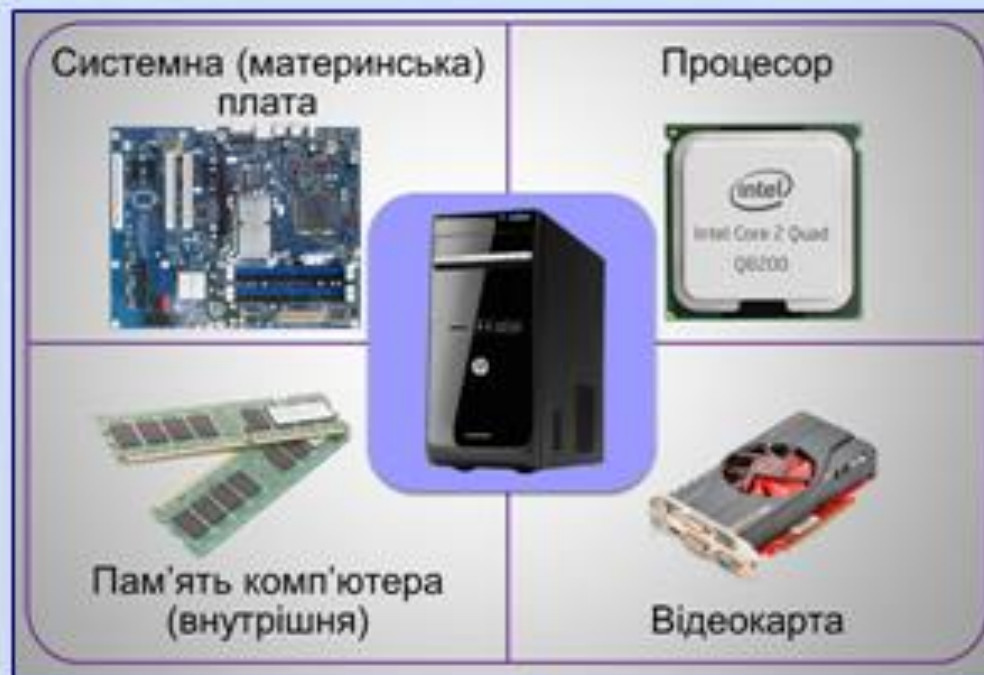 Системна (материнська)
плата
Процесор
intel
Intel Core 2 Quad
Q8200
Пам'ять комп'ютера
(внутрішня)
Відеокарта